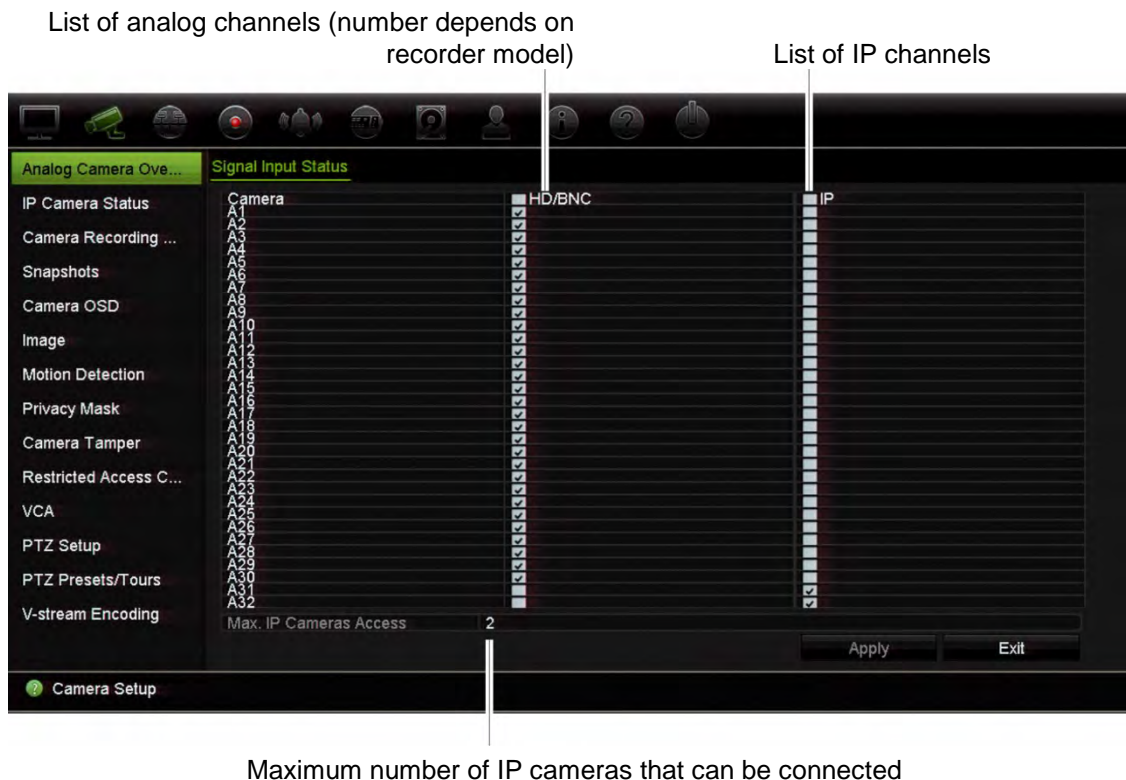 List of analog channels (number depends on
recorder model)
List of IP channels
Analog Camera Ove...
Signal Input Status
IP Camera Status
Camera Recording ...
Snapshots
Camera OSD
Image
Motion Detection
Privacy Mask
Camera Tamper
Restricted Access C...
VCA
PTZ Setup
PTZ Presets/Tours
V-stream Encoding
Camera HD/BNC IP
A1
A2
A3
A4
A5
A6
A7
A8
A9
A10
A11
A12
A13
A14
A15
A16
A17
A18
A19
A20
A21
A22
A23
A24
A25
A26
A27
A28
A29
A30
A31
A32
Max. IP Cameras Access 2
Apply Exit
Camera Setup
Maximum number of IP cameras that can be connected